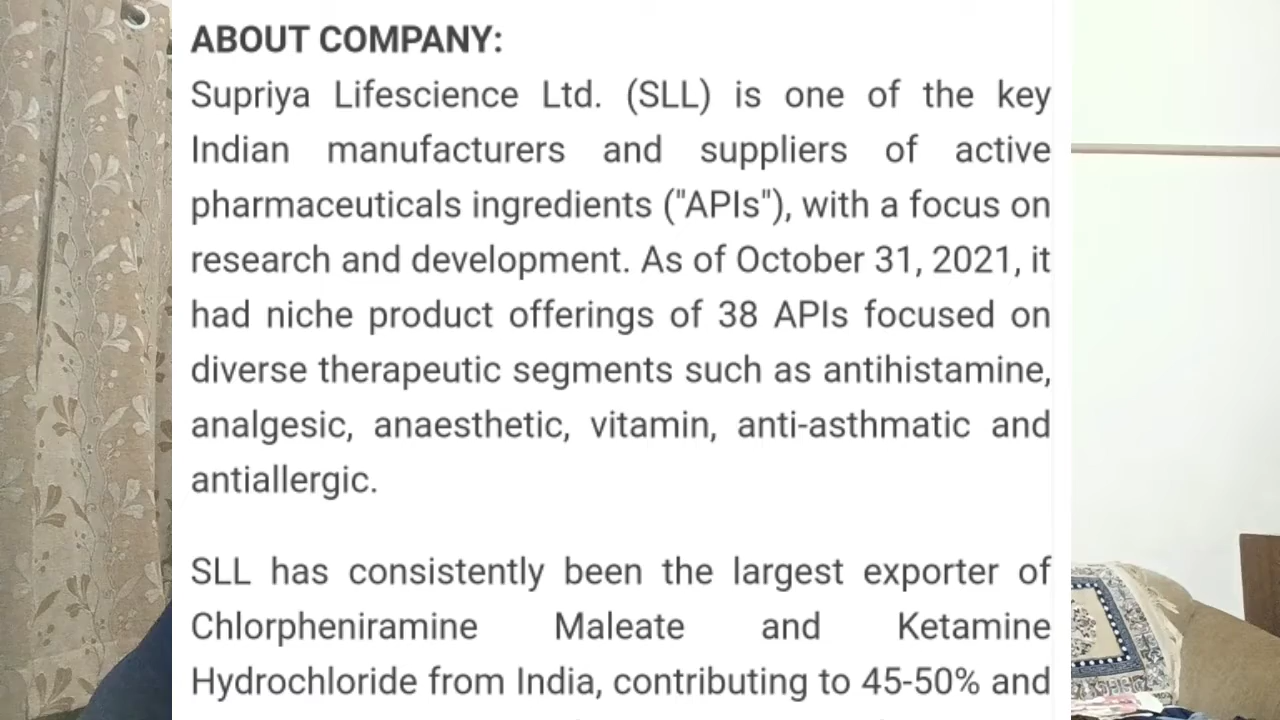 ABOUT COMPANY:
Supriya Lifescience Ltd. (SLL) is one of the key
Indian manufacturers and suppliers of active
pharmaceuticals ingredients ("APIs"), with a focus on
research and development. As of October 31, 2021, it
had niche product offerings of 38 APIs focused on
diverse therapeutic segments such as antihistamine,
analgesic, anaesthetic, vitamin, anti-asthmatic and
antiallergic.
SLL has consistently been the largest exporter of
Chlorpheniramine Maleate and Ketamine
Hydrochloride from India, contributing to 45-50% and